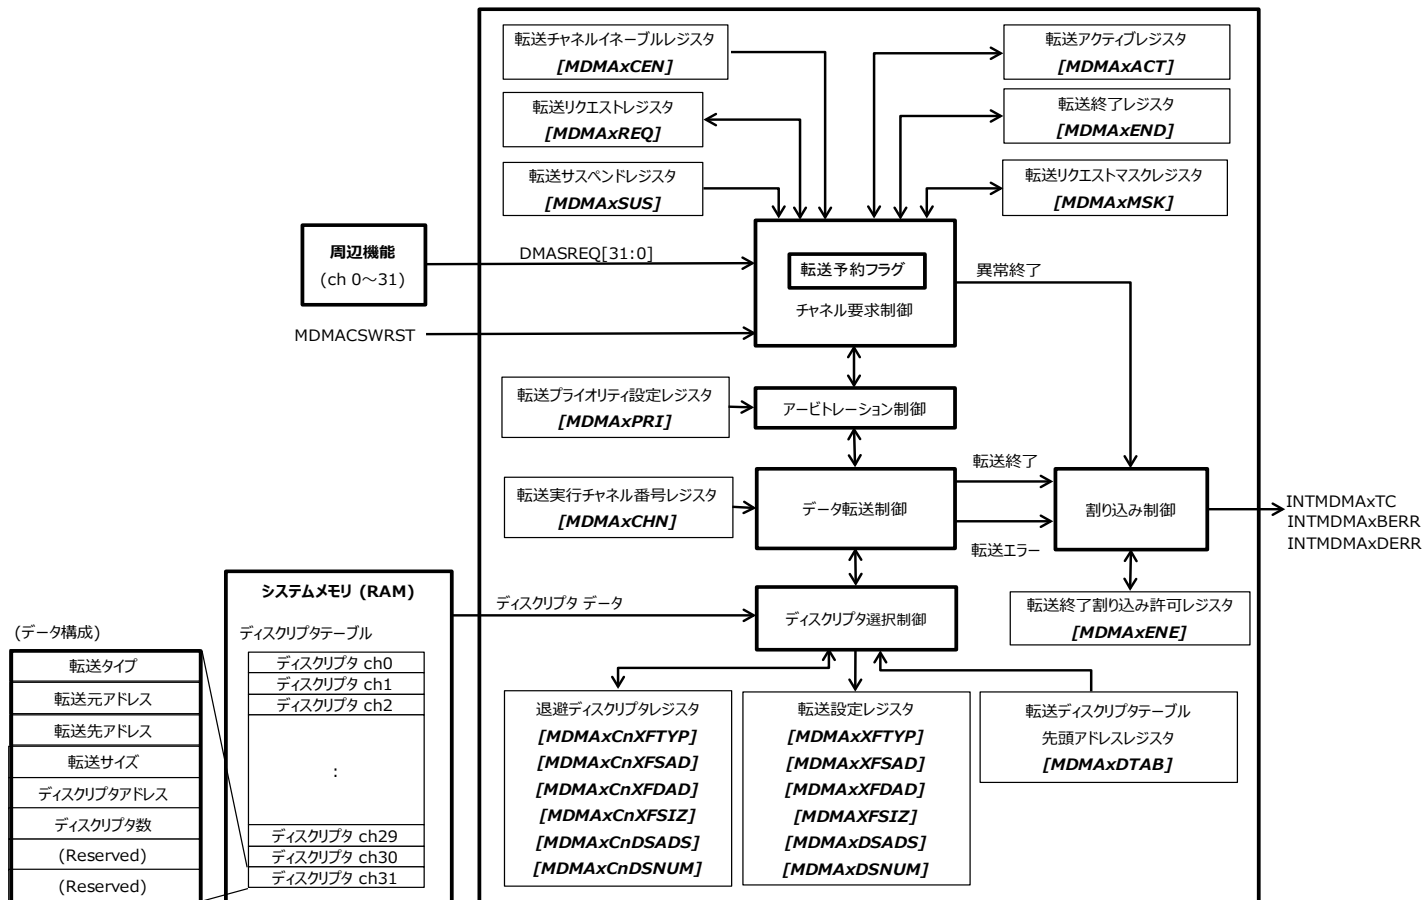 転送チャネルイネーブルレジスタ
[MDMAxCEN]
転送アクティブレジスタ
[MDMAxACT]
転送リクエストレジスタ
[MDMAxREQ]
転送終了レジスタ
[MDMAxEND]
転送サスペンドレジスタ
[MDMAxSUS]
転送リクエストマスクレジスタ
[MDMAxMSK]
周辺機能
(ch 0～31)
DMASREQ[31:0]
転送予約フラグ
チャネル要求制御
異常終了
MDMACSWRST
転送プライオリティ設定レジスタ
[MDMAxPRI]
アービトレーション制御
転送実行チャネル番号レジスタ
[MDMAxCHN]
データ転送制御
転送終了
転送エラー
割り込み制御
INTMDMAxTC
INTMDMAxBERR
INTMDMAxDERR
転送終了割り込み許可レジスタ
[MDMAxENE]
システムメモリ (RAM)
ディスクリプタ データ
ディスクリプタ選択制御
(データ構成)
転送タイプ
転送元アドレス
転送先アドレス
転送サイズ
ディスクリプタアドレス
ディスクリプタ数
(Reserved)
(Reserved)
ディスクリプタテーブル
ディスクリプタ ch0
ディスクリプタ ch1
ディスクリプタ ch2
:
ディスクリプタ ch29
ディスクリプタ ch30
ディスクリプタ ch31
退避ディスクリプタレジスタ
[MDMAxCnXFTYP]
[MDMAxCnXFSAD]
[MDMAxCnXFDAD]
[MDMAxCnXFSIZ]
[MDMAxCnDSADS]
[MDMAxCnDSNUM]
転送設定レジスタ
[MDMAxXFTYP]
[MDMAxXFSAD]
[MDMAxXFDAD]
[MDMAXFSIZ]
[MDMAxDSADS]
[MDMAxDSNUM]
転送ディスクリプタテーブル
先頭アドレスレジスタ
[MDMAxDTAB]